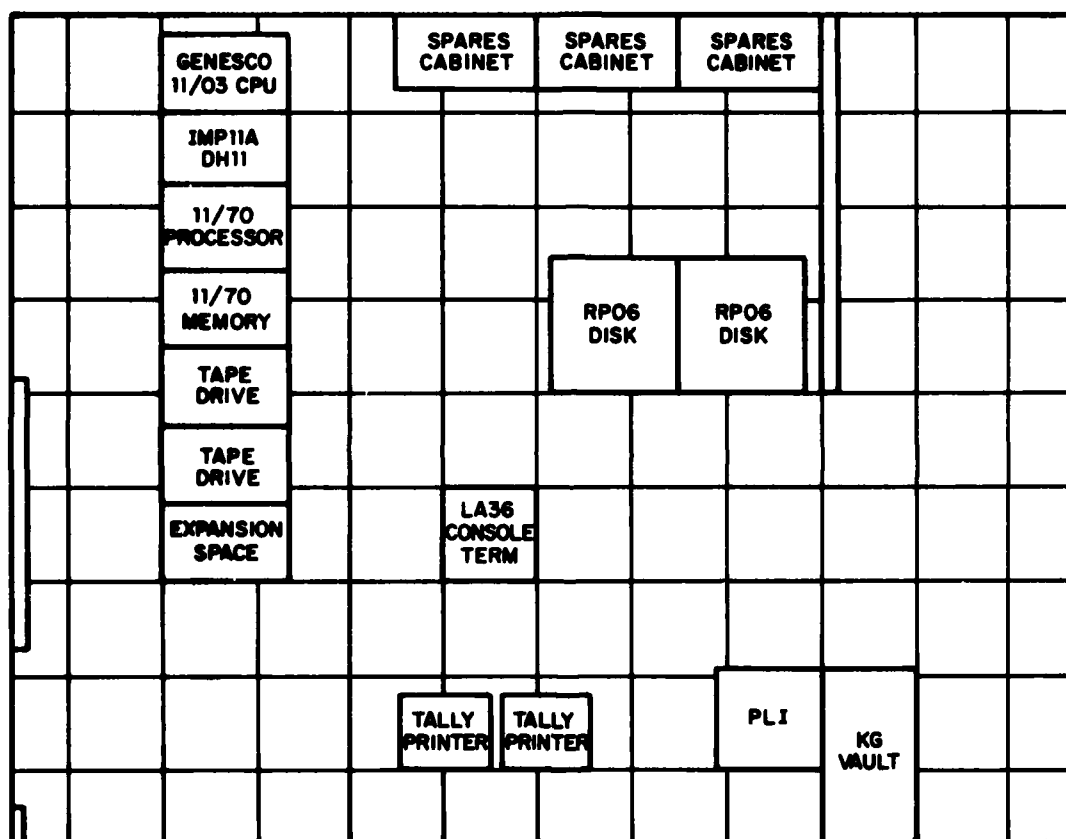 GENESCO
11/03 CPU
IMP11A
DH11
11/70
PROCESSOR
11/70
MEMORY
TAPE
DRIVE
TAPE
DRIVE
EXPANSION
SPACE
SPARES
CABINET
SPARES
CABINET
SPARES
CABINET
RP06
DISK
RP06
DISK
LA36
CONSOLE
TERM
TALLY
PRINTER
TALLY
PRINTER
PLI
KG
VAULT